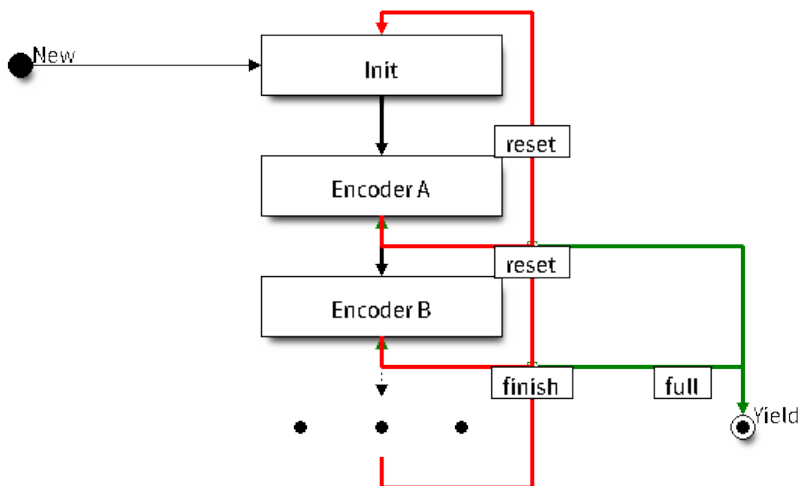 New
Init
reset
Encoder A
reset
Encoder B
finish
full
Yield